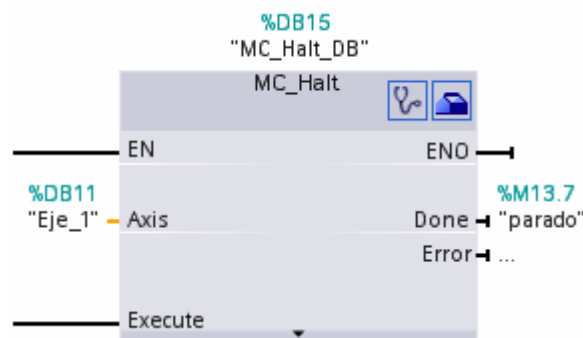 %DB15
"MC_Halt_DB"
MC_Halt
EN
ENO
%DB11
"Eje_1"
Axis
%M13.7
Done
"parado"
Error
...
Execute